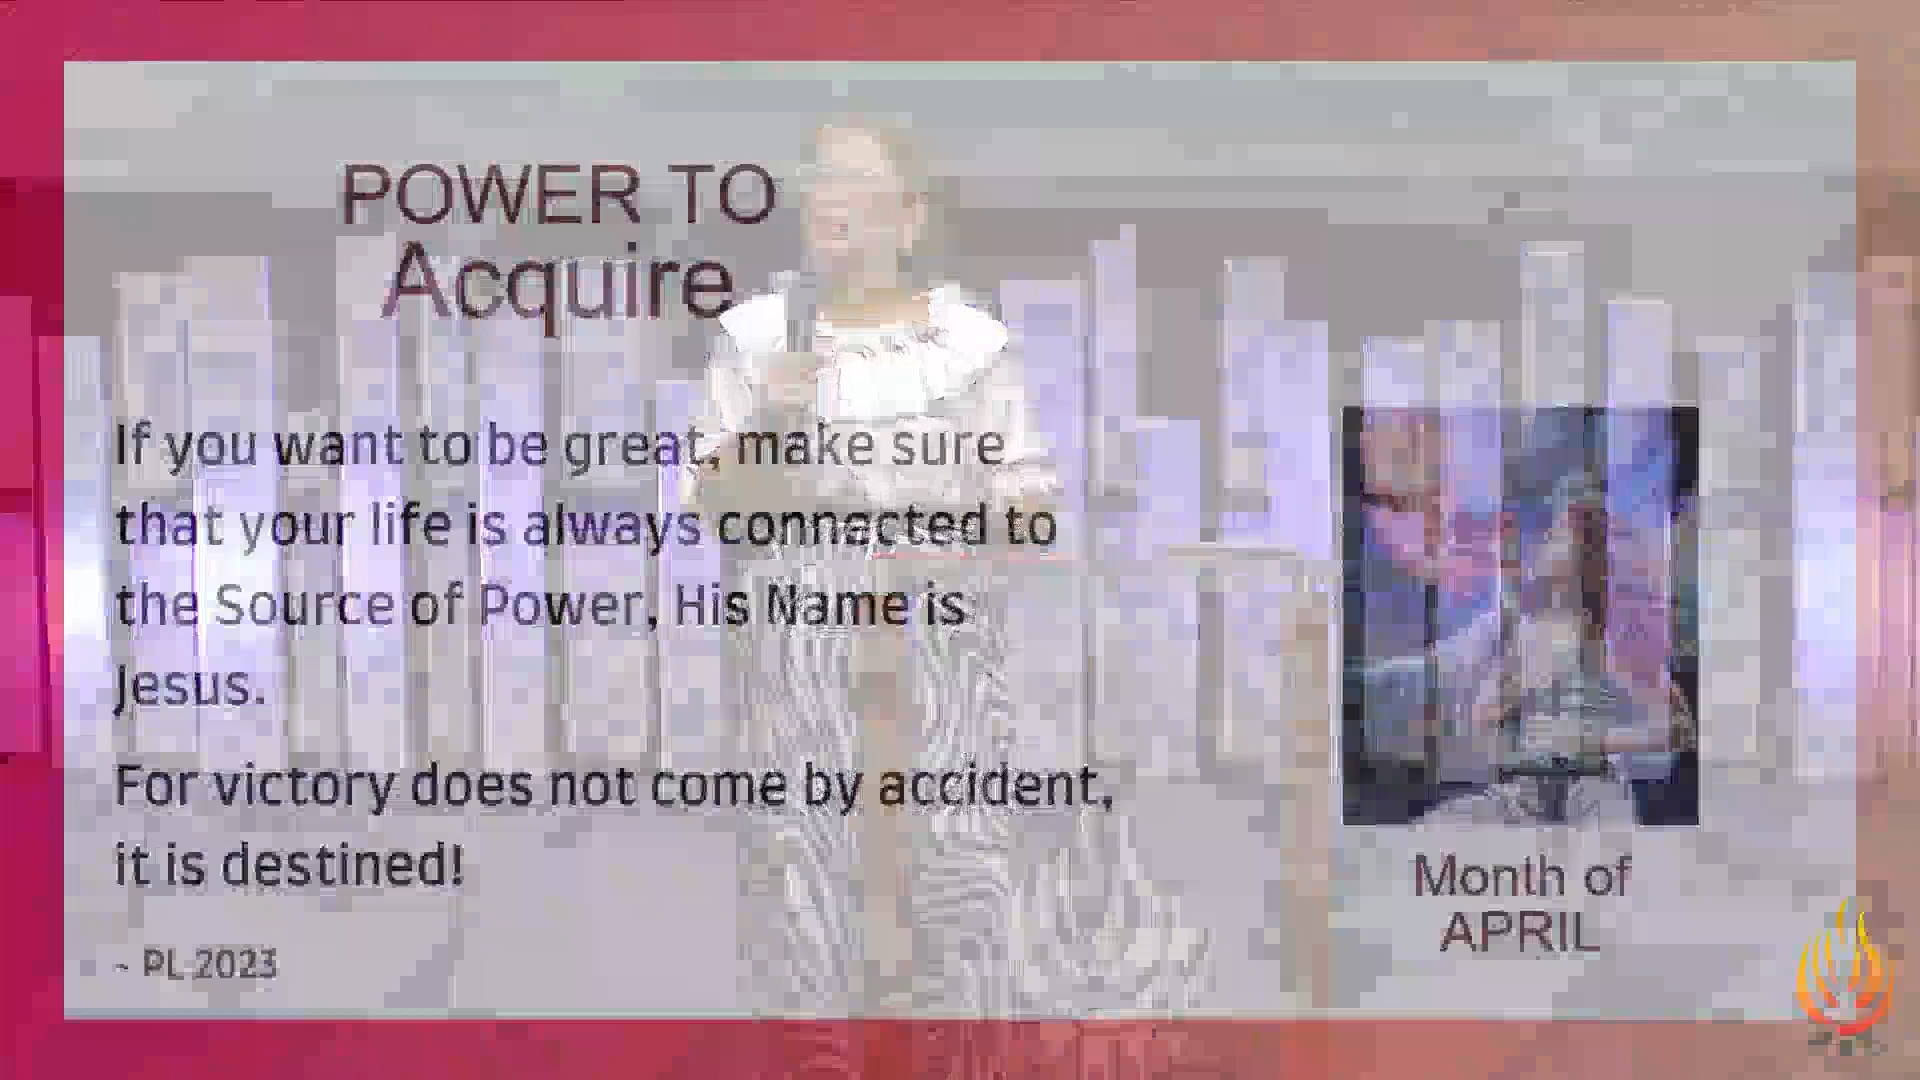 POWER TO
Acquire
If you want to be great, make sure
that your life is always connected to
the Source of Power, His Name is
Jesus.
For victory does not come by accident,
it is destined!
~ PL 2023
Month of
APRIL